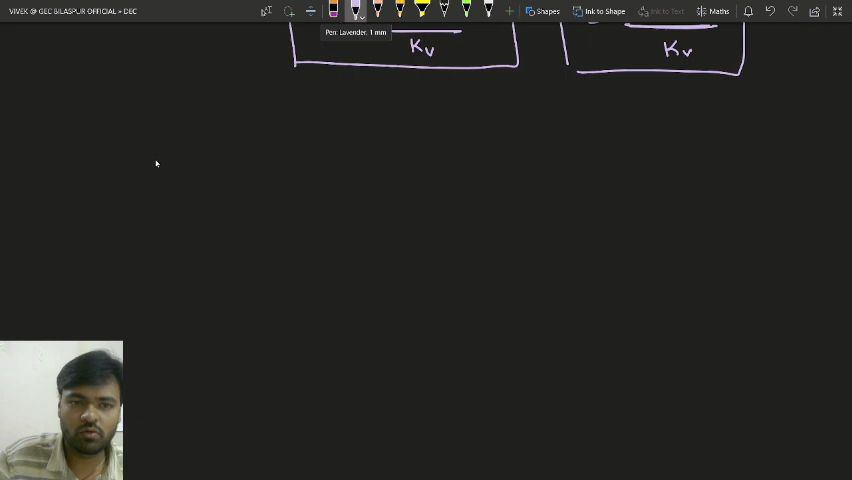 VIVEK @ GEC BILASPUR OFFICIAL » DEC
Shapes
Ink to Shape
Ink to Text
Maths
Pen: Lavender, 1 mm
Kv
Kv